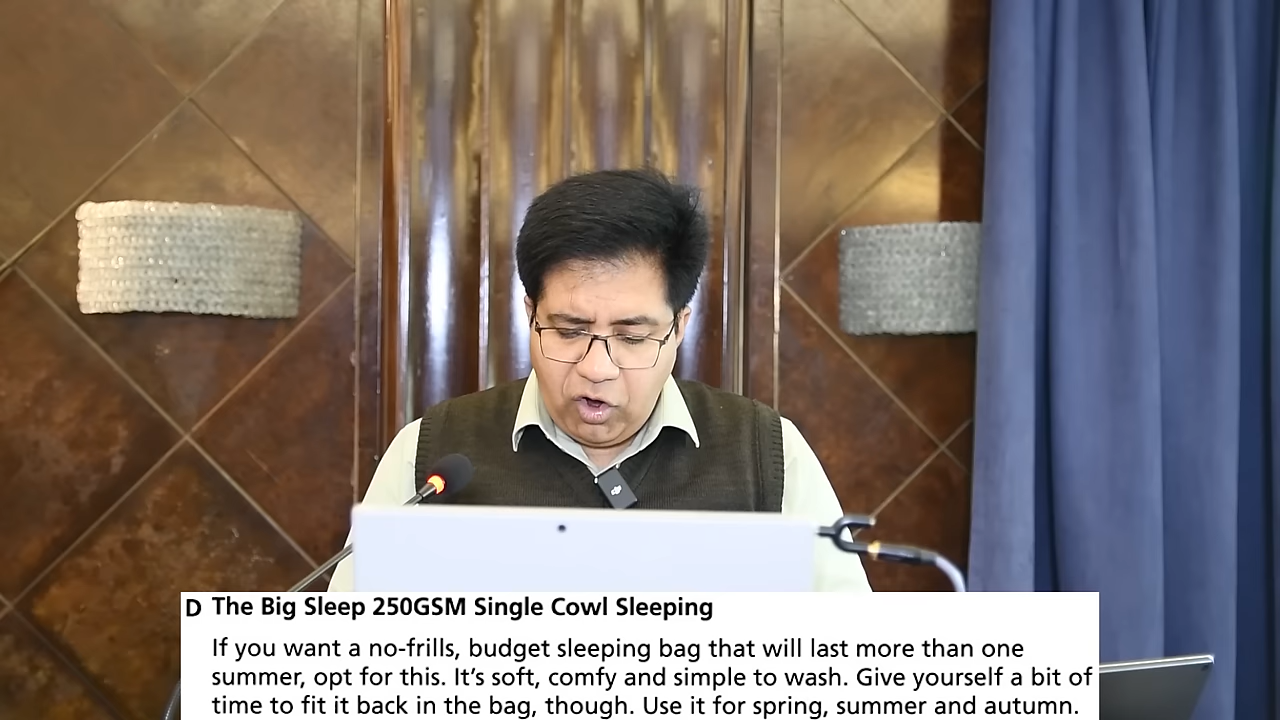 D The Big Sleep 250GSM Single Cowl Sleeping
If you want a no-frills, budget sleeping bag that will last more than one
summer, opt for this. It’s soft, comfy and simple to wash. Give yourself a bit of
time to fit it back in the bag, though. Use it for spring, summer and autumn.